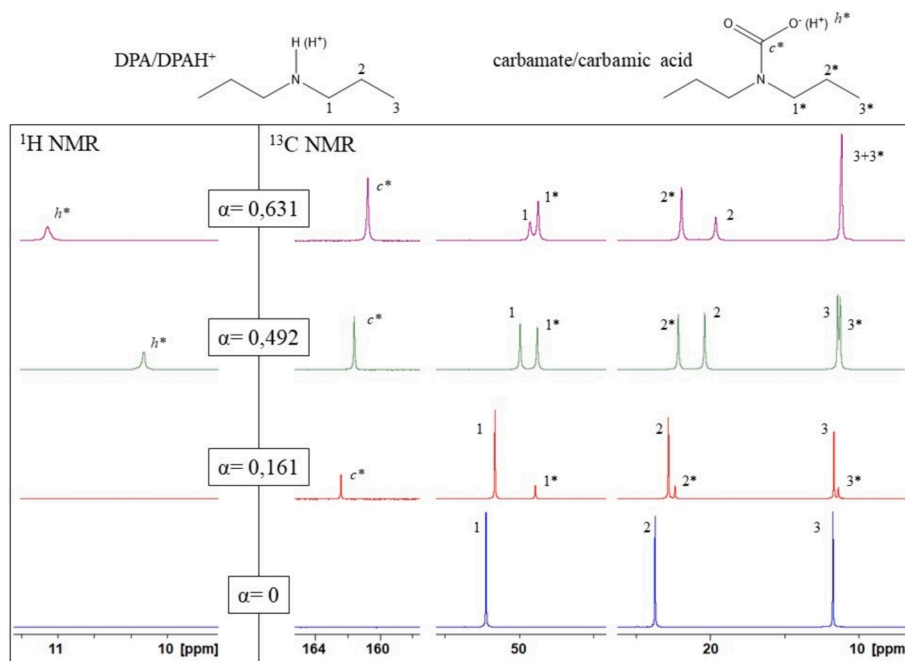 O
O⁻ (H⁺) h*
H (H⁺)
c*
DPA/DPAH⁺
2
carbamate/carbamic acid
N
N
2*
1
3
1*
3*
¹H NMR
¹³C NMR
3+3*
c*
α= 0,631
h*
1
1*
2*
2
α= 0,492
h*
c*
1
1*
2*
2
3
3*
α= 0,161
c*
1
1*
2
2*
3
3*
α= 0
1
2
3
11 10 [ppm] 164 160 50 20 10 [ppm]